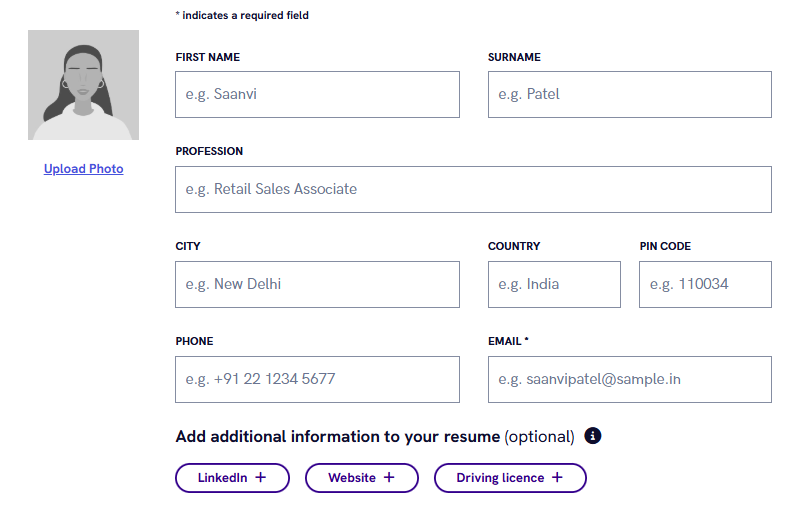 * indicates a required field
Upload Photo
FIRST NAME
SURNAME
e.g. Saanvi
e.g. Patel
PROFESSION
e.g. Retail Sales Associate
CITY
COUNTRY
PIN CODE
e.g. New Delhi
e.g. India
e.g. 110034
PHONE
EMAIL *
e.g. +91 22 1234 5677
e.g. saanvipatel@sample.in
Add additional information to your resume (optional) i
LinkedIn +
Website +
Driving licence +